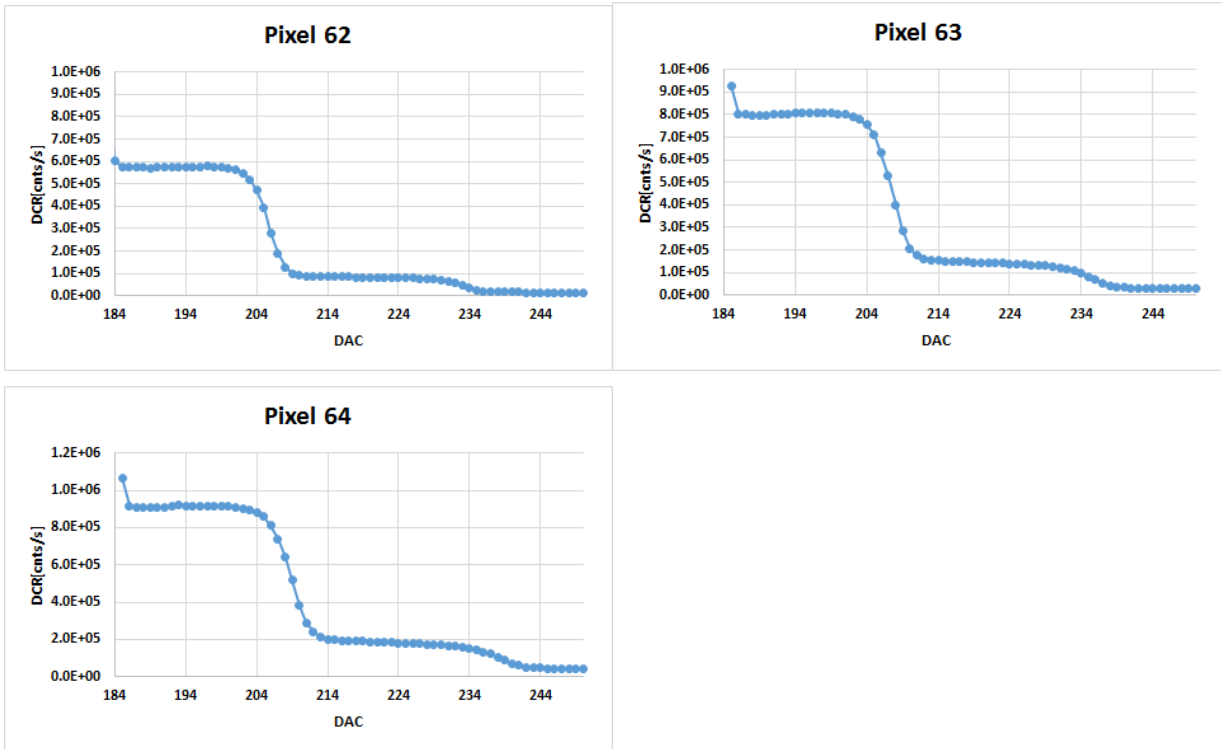 Pixel 62
1.0E+06
9.0E+05
8.0E+05
7.0E+05
6.0E+05
5.0E+05
4.0E+05
3.0E+05
2.0E+05
1.0E+05
0.0E+00
DCR[cnts/s]
184 194 204 214 224 234 244
DAC
Pixel 63
1.0E+06
9.0E+05
8.0E+05
7.0E+05
6.0E+05
5.0E+05
4.0E+05
3.0E+05
2.0E+05
1.0E+05
0.0E+00
DCR[cnts/s]
184 194 204 214 224 234 244
DAC
Pixel 64
1.2E+06
1.0E+06
8.0E+05
6.0E+05
4.0E+05
2.0E+05
0.0E+00
DCR[cnts/s]
184 194 204 214 224 234 244
DAC